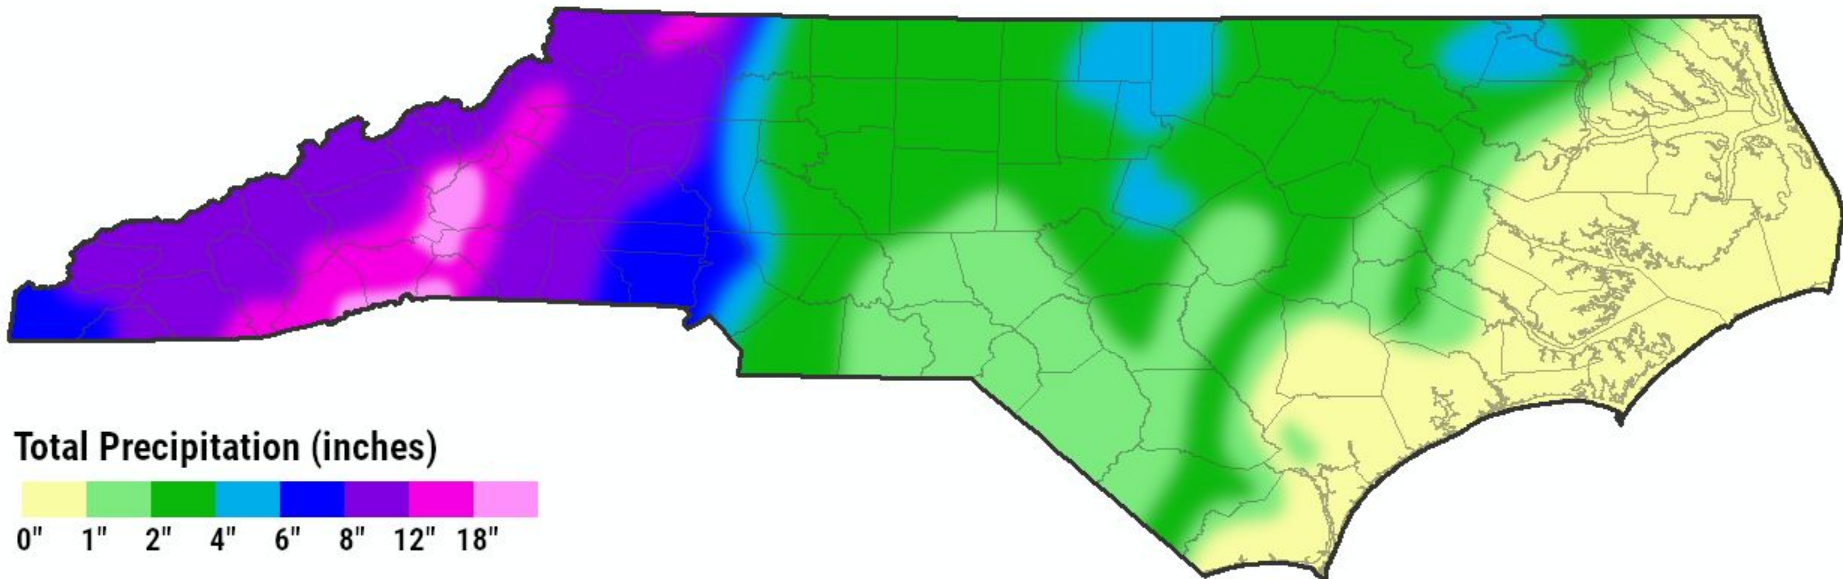 Total Precipitation (inches)
0" 1" 2" 4" 6" 8" 12" 18"